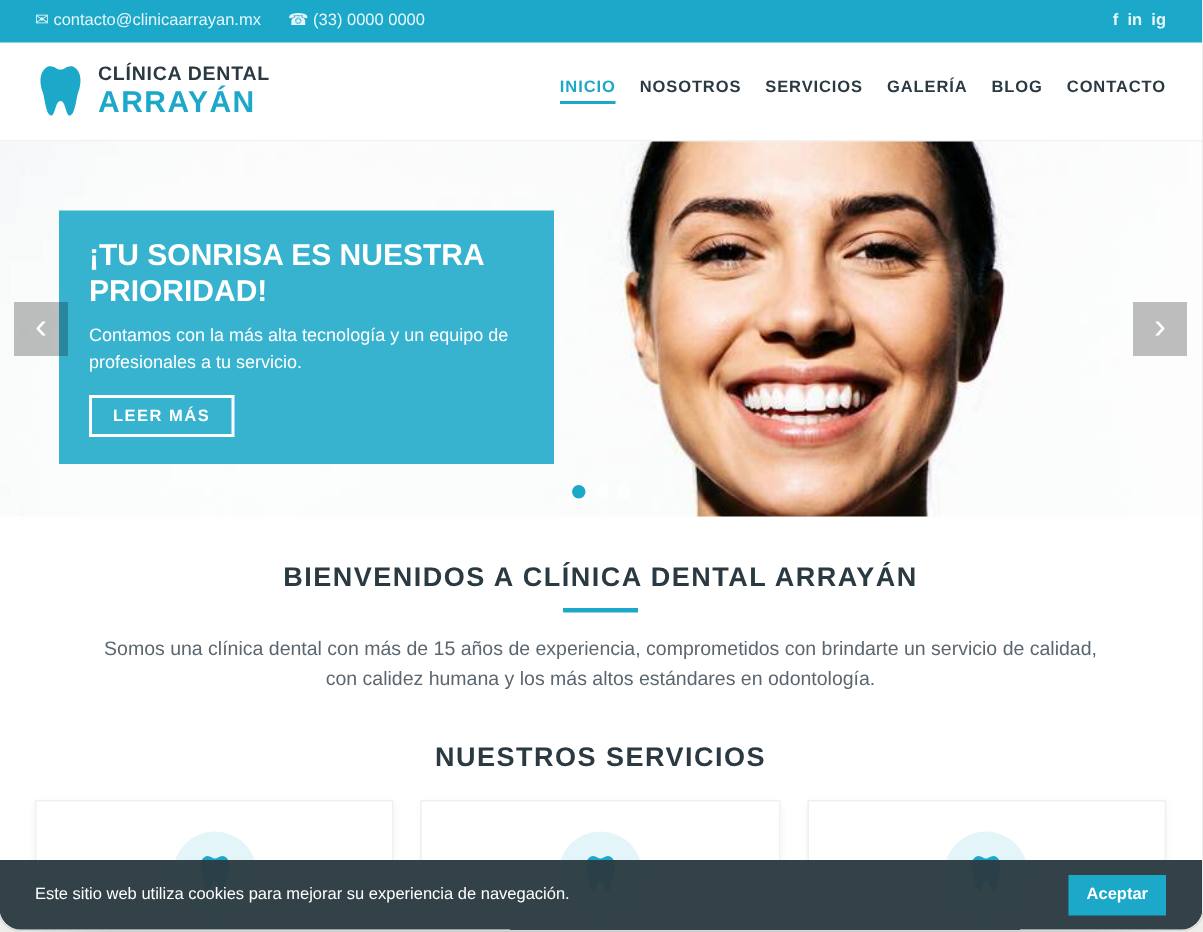 ✉ contacto@clinicaarrayan.mx ☎ (33) 0000 0000 f in ig
CLÍNICA DENTAL
ARRAYÁN
INICIO NOSOTROS SERVICIOS GALERÍA BLOG CONTACTO
¡TU SONRISA ES NUESTRA
PRIORIDAD!
Contamos con la más alta tecnología y un equipo de
profesionales a tu servicio.
LEER MÁS
‹ ›
BIENVENIDOS A CLÍNICA DENTAL ARRAYÁN
Somos una clínica dental con más de 15 años de experiencia, comprometidos con brindarte un servicio de calidad,
con calidez humana y los más altos estándares en odontología.
NUESTROS SERVICIOS
Este sitio web utiliza cookies para mejorar su experiencia de navegación. Aceptar